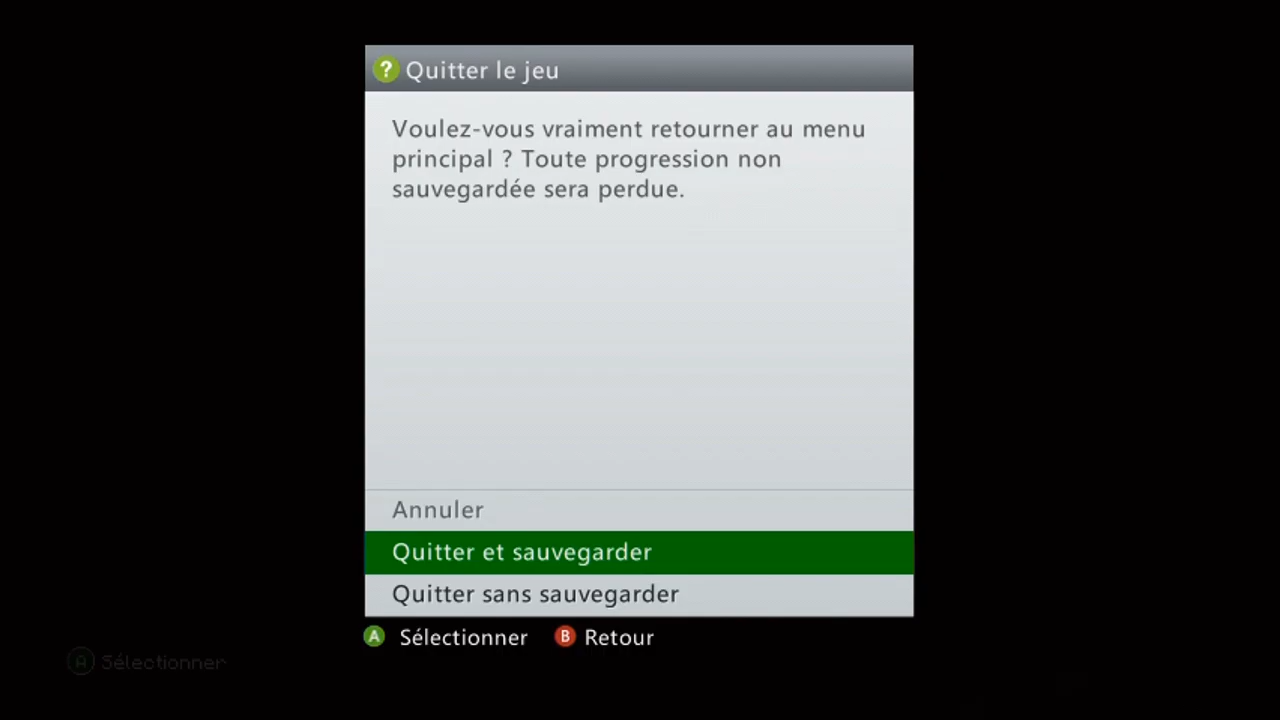 ? Quitter le jeu
Voulez-vous vraiment retourner au menu
principal ? Toute progression non
sauvegardée sera perdue.
Annuler
Quitter et sauvegarder
Quitter sans sauvegarder
A Sélectionner B Retour
A Sélectionner